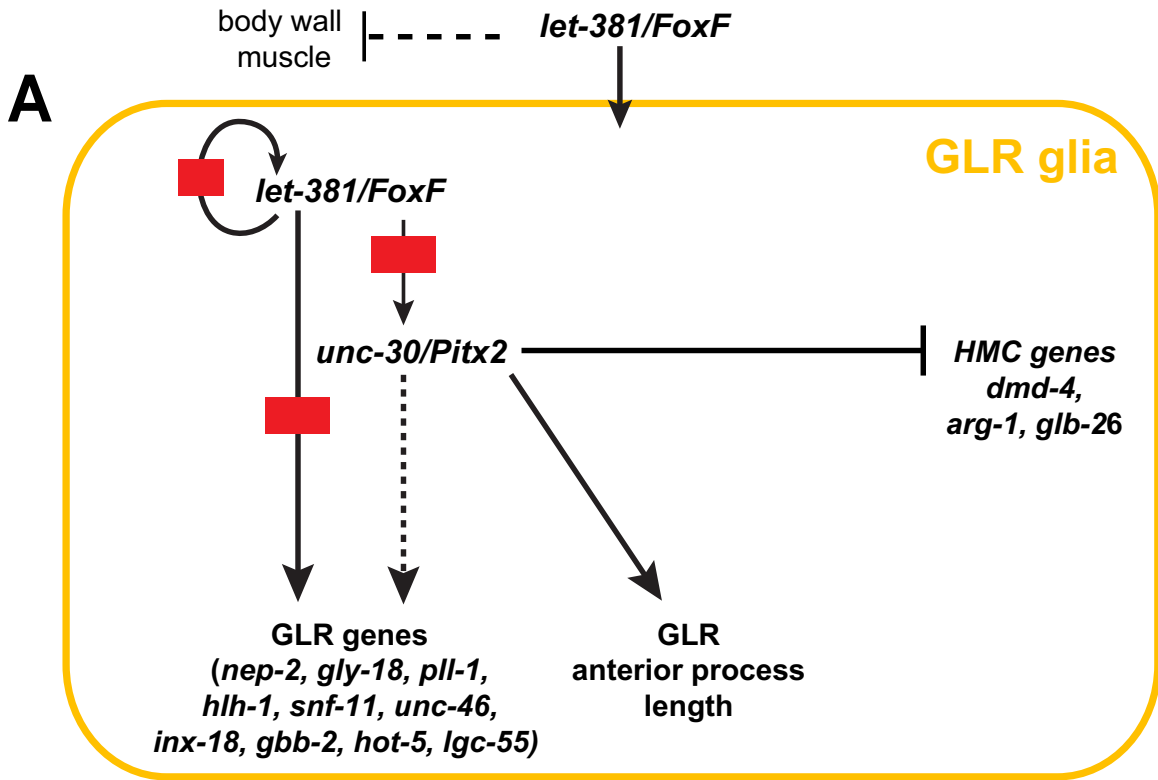 body wall
muscle
let-381/FoxF
A
GLR glia
let-381/FoxF
unc-30/Pitx2
HMC genes
dmd-4,
arg-1, glb-26
GLR genes
(nep-2, gly-18, pll-1,
hlh-1, snf-11, unc-46,
inx-18, gbb-2, hot-5, lgc-55)
GLR
anterior process
length